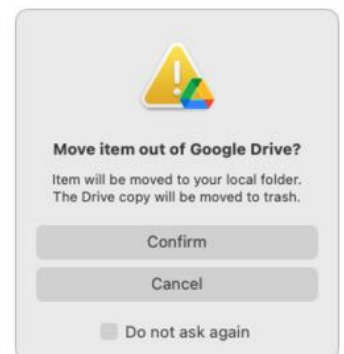 Move item out of Google Drive?
Item will be moved to your local folder.
The Drive copy will be moved to trash.
Confirm
Cancel
Do not ask again